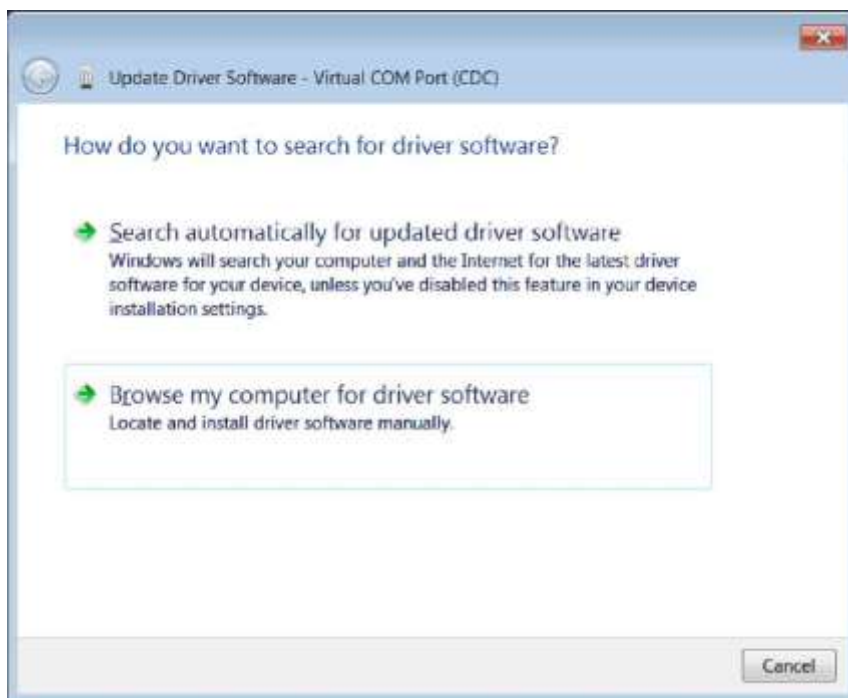 Update Driver Software - Virtual COM Port (CDC)
How do you want to search for driver software?
Search automatically for updated driver software
Windows will search your computer and the Internet for the latest driver
software for your device, unless you've disabled this feature in your device
installation settings.
Browse my computer for driver software
Locate and install driver software manually.
Cancel